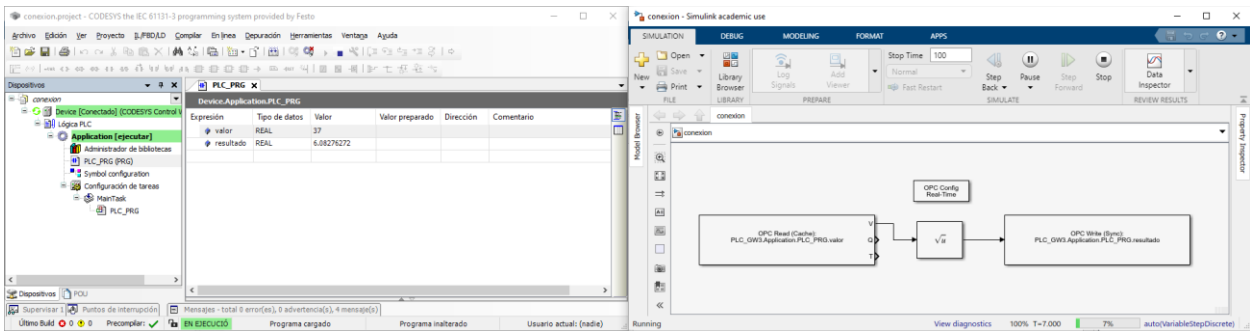 conexion.project - CODESYS the IEC 61131-3 programming system provided by Festo
Archivo Edición Ver Proyecto IL/FBD/LD Compilar En línea Depuración Herramientas Ventana Ayuda
Dispositivos
conexion
Device [Conectado] (CODESYS Control V
Lógica PLC
Application [ejecutar]
Administrador de bibliotecas
PLC_PRG (PRG)
Symbol configuration
Configuración de tareas
MainTask
PLC_PRG
Dispositivos POU
PLC_PRG
Device.Application.PLC_PRG
Expresión Tipo de datos Valor Valor preparado Dirección Comentario
valor REAL 37
resultado REAL 6.08276272
Supervisar 1 Puntos de interrupción Mensajes - total 0 error(es), 0 advertencia(s), 4 mensaje(s)
Último Build 0 0 Precompilar: EN EJECUCIÓ Programa cargado Programa inalterado Usuario actual: (nadie)
conexion - Simulink academic use
SIMULATION DEBUG MODELING FORMAT APPS
New
Open
Save
Print
FILE
Library Browser
LIBRARY
Log Signals
Add Viewer
PREPARE
Stop Time 100
Normal
Fast Restart
Step Back
Pause
Step Forward
Stop
SIMULATE
Data Inspector
REVIEW RESULTS
Model Browser
conexion
conexion
Property Inspector
OPC Config
Real-Time
OPC Read (Cache):
PLC_GW3.Application.PLC_PRG.valor
V
Q
T
√u
OPC Write (Sync):
PLC_GW3.Application.PLC_PRG.resultado
Running View diagnostics 100% T=7.000 7% auto(VariableStepDiscrete)